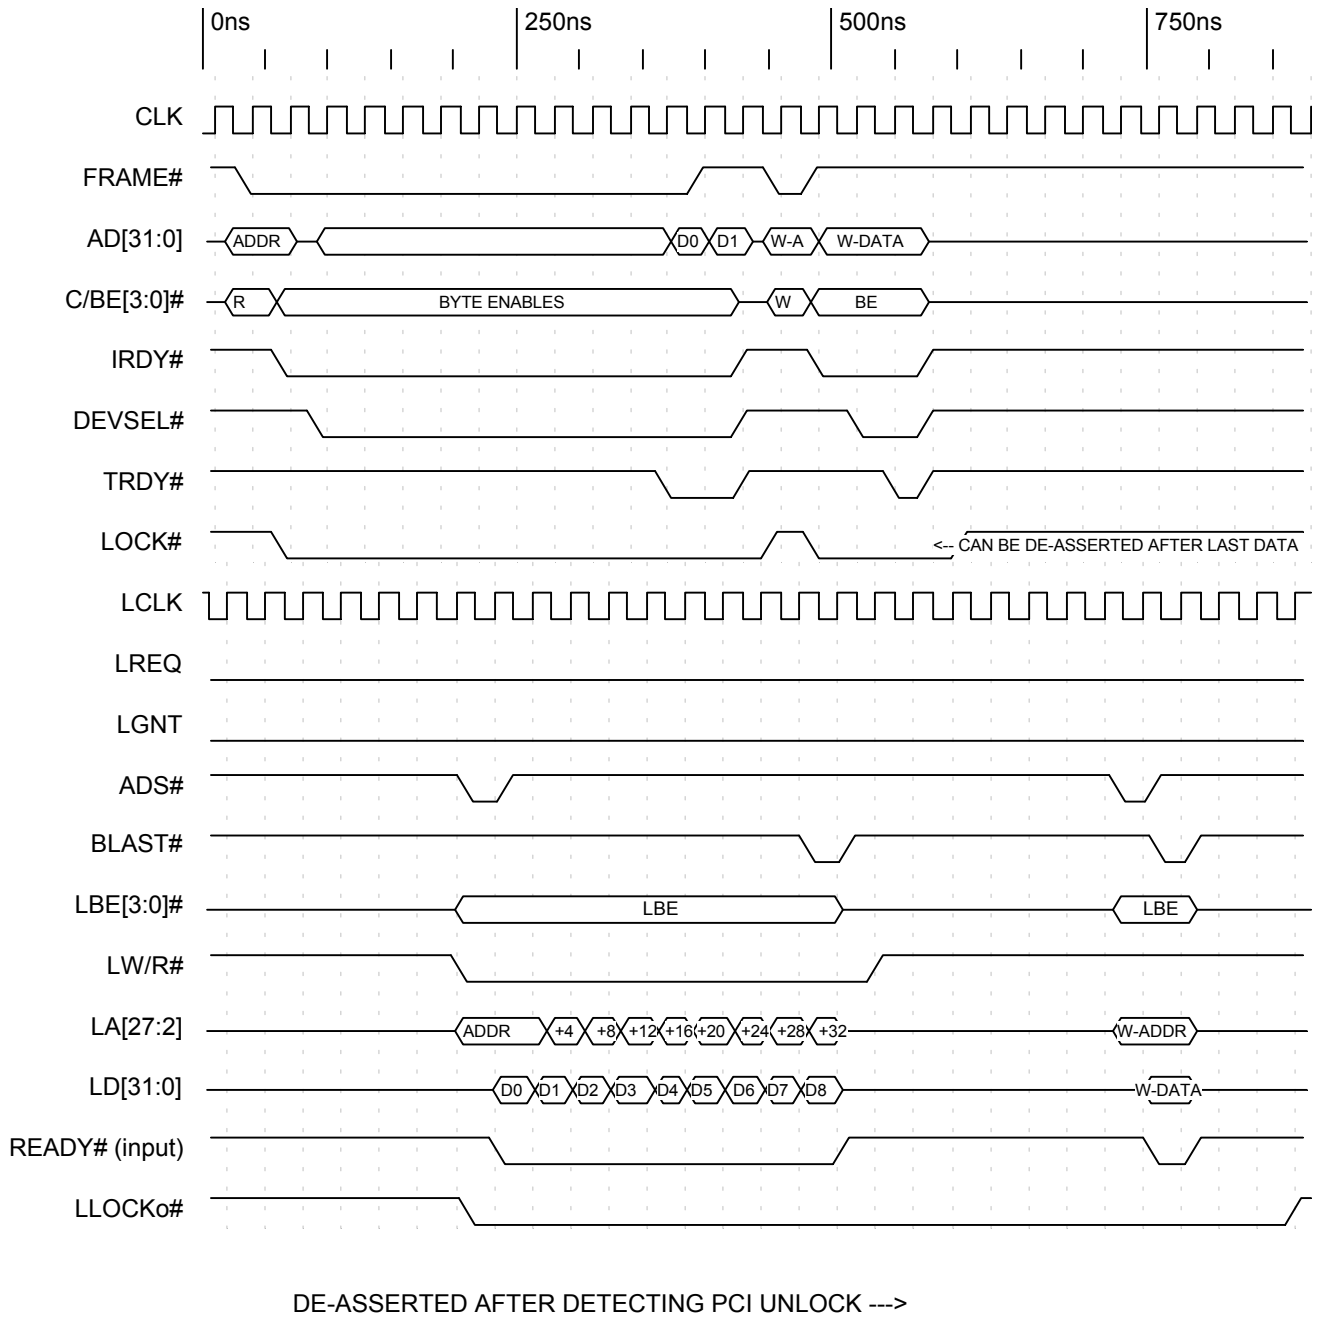 0ns 250ns 500ns 750ns
CLK
FRAME#
AD[31:0] ADDR D0 D1 W-A W-DATA
C/BE[3:0]# R BYTE ENABLES W BE
IRDY#
DEVSEL#
TRDY#
LOCK# <-- CAN BE DE-ASSERTED AFTER LAST DATA
LCLK
LREQ
LGNT
ADS#
BLAST#
LBE[3:0]# LBE LBE
LW/R#
LA[27:2] ADDR +4 +8 +12 +16 +20 +24 +28 +32 W-ADDR
LD[31:0] D0 D1 D2 D3 D4 D5 D6 D7 D8 W-DATA
READY# (input)
LLOCKo#
DE-ASSERTED AFTER DETECTING PCI UNLOCK --->